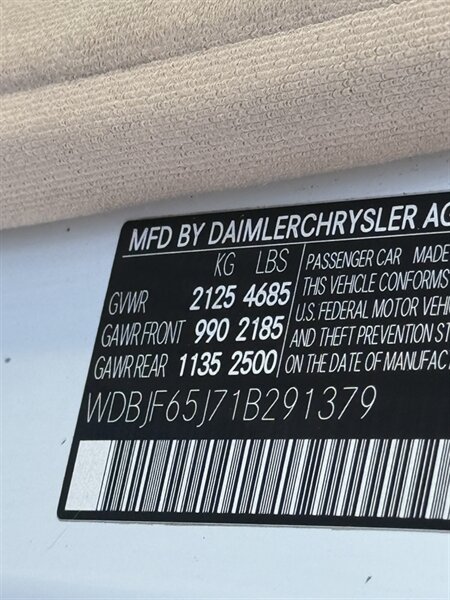 MFD BY DAIMLERCHRYSLER AG
KG LBS
GVWR 2125 4685
GAWR FRONT 990 2185
GAWR REAR 1135 2500
PASSENGER CAR MADE
THIS VEHICLE CONFORMS
U.S. FEDERAL MOTOR VEHI
AND THEFT PREVENTION ST
ON THE DATE OF MANUFAC
WDBJF65J71B291379